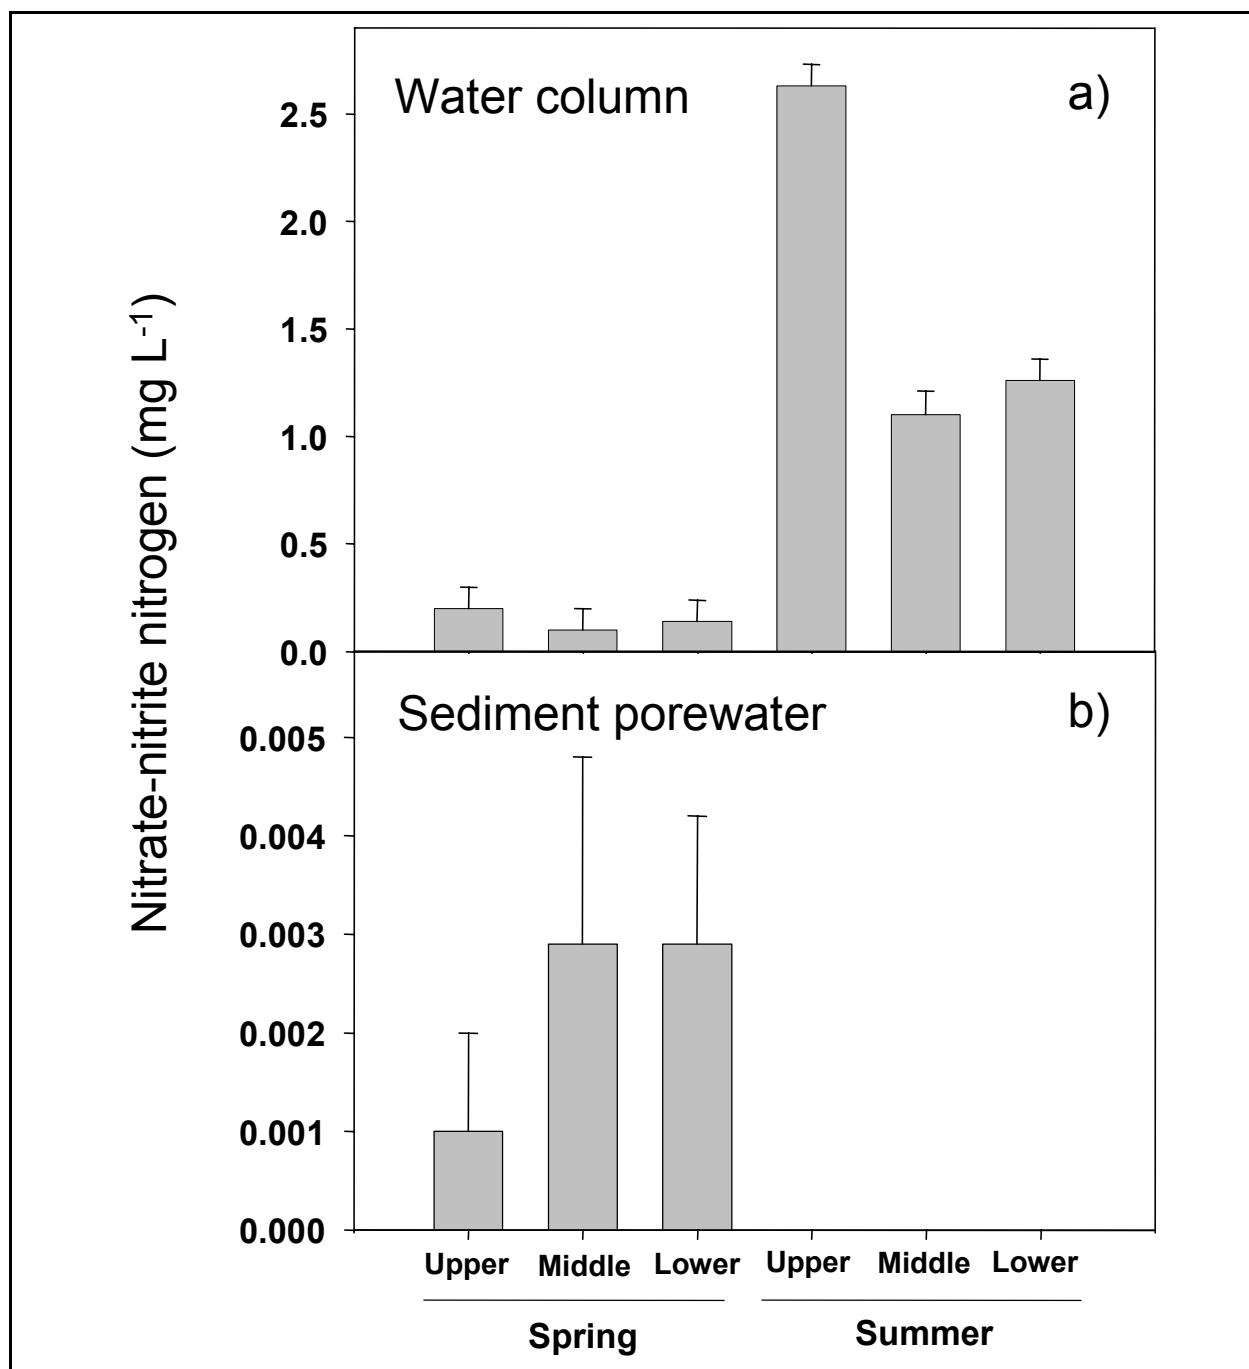 Nitrate-nitrite nitrogen (mg L⁻¹)
Water column
a)
2.5
2.0
1.5
1.0
0.5
0.0
Sediment porewater
b)
0.005
0.004
0.003
0.002
0.001
0.000
Upper Middle Lower Upper Middle Lower
Spring Summer